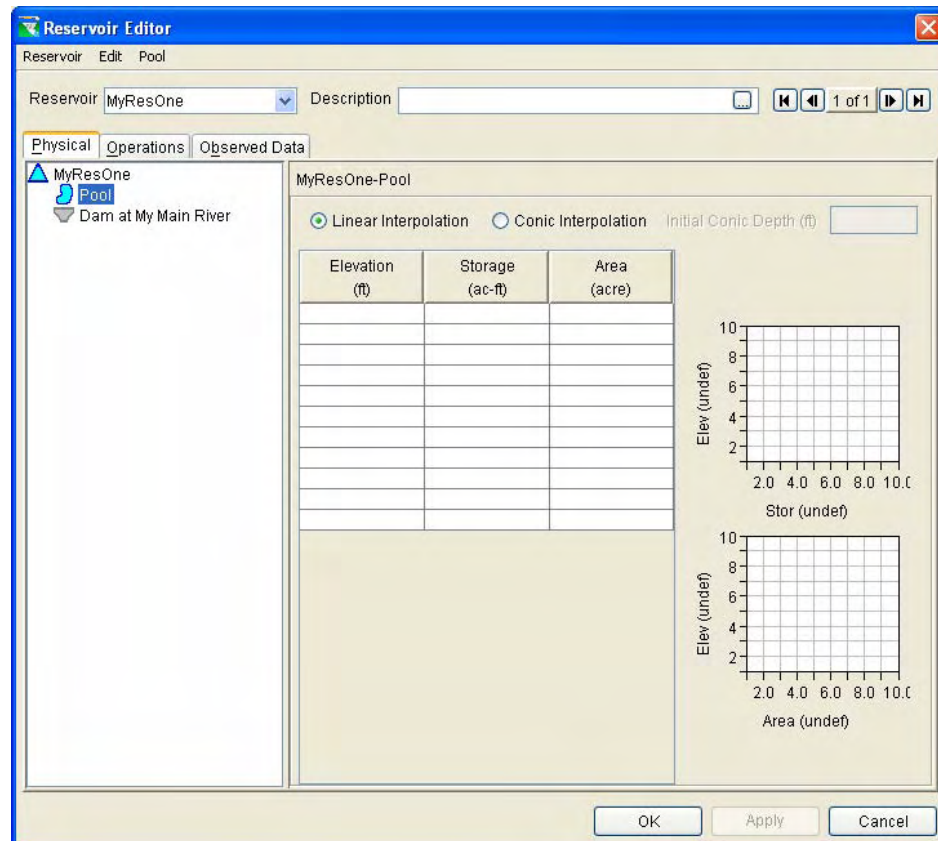 Reservoir Editor
Reservoir Edit Pool
Reservoir MyResOne Description ... 1 of 1
Physical Operations Observed Data
MyResOne
Pool
Dam at My Main River
MyResOne-Pool
Linear Interpolation Conic Interpolation Initial Conic Depth (ft)
Elevation (ft) Storage (ac-ft) Area (acre)
10
8
6
4
2
Elev (undef)
2.0 4.0 6.0 8.0 10.0
Stor (undef)
10
8
6
4
2
Elev (undef)
2.0 4.0 6.0 8.0 10.0
Area (undef)
OK Apply Cancel